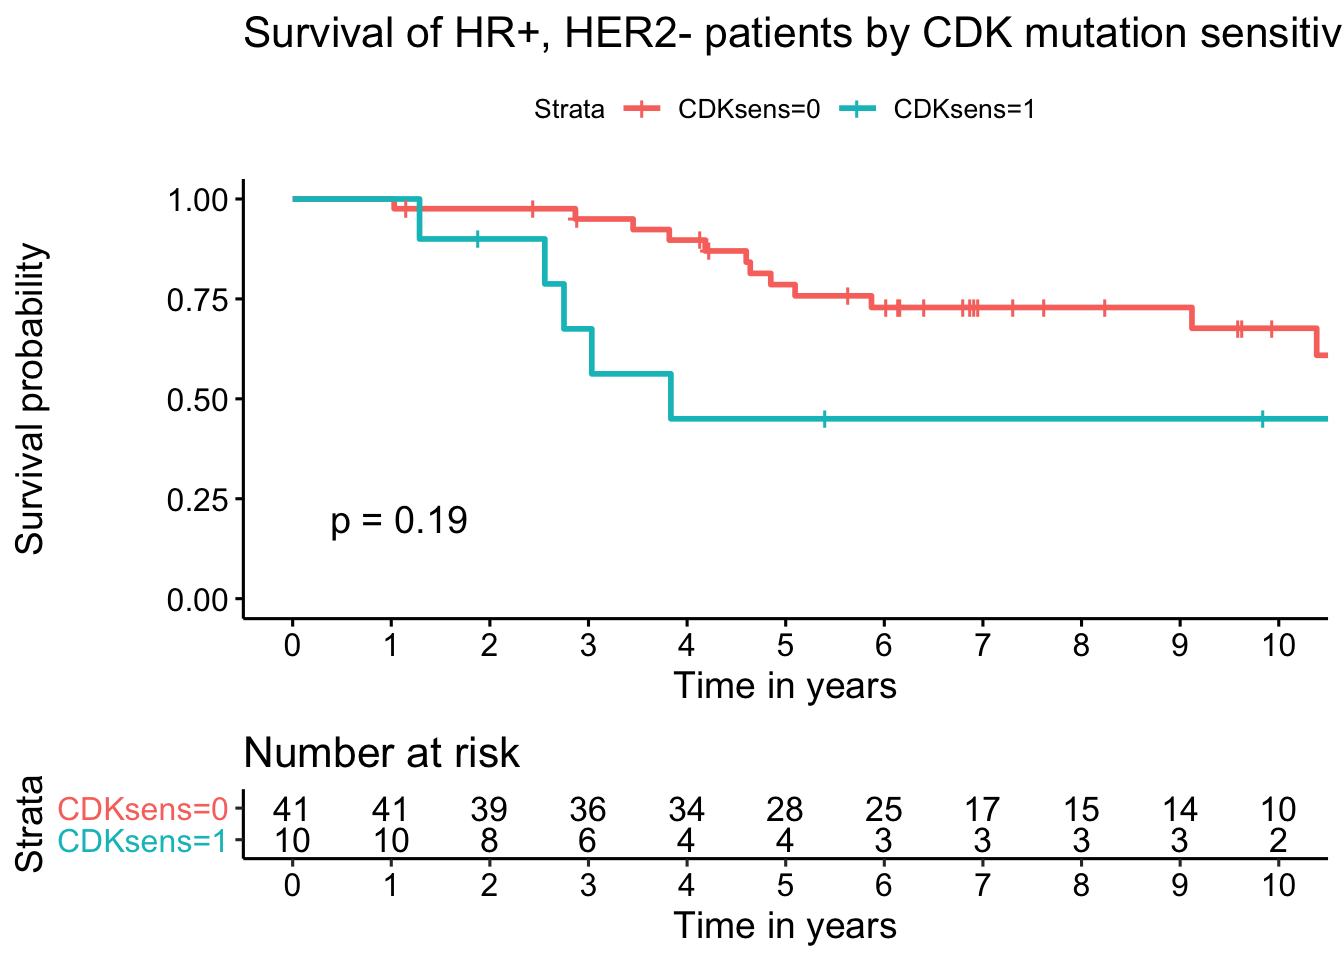 Survival of HR+, HER2- patients by CDK mutation sensitiv
Strata CDKsens=0 CDKsens=1
Survival probability
1.00
0.75
0.50
0.25
0.00
p = 0.19
0 1 2 3 4 5 6 7 8 9 10
Time in years
Number at risk
Strata
CDKsens=0 41 41 39 36 34 28 25 17 15 14 10
CDKsens=1 10 10 8 6 4 4 3 3 3 3 2
0 1 2 3 4 5 6 7 8 9 10
Time in years